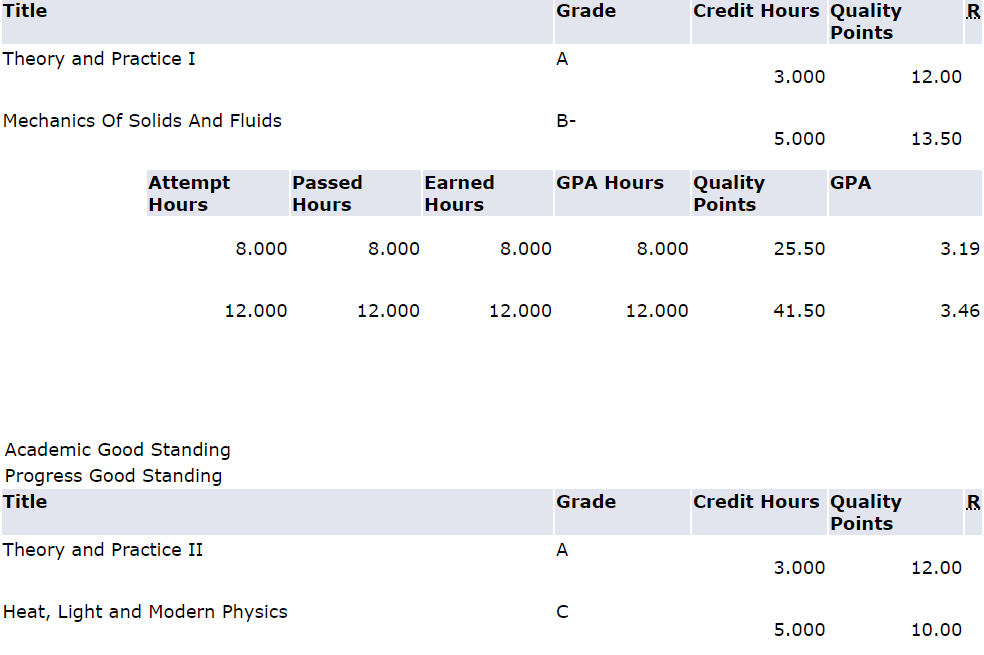 Title Grade Credit Hours Quality Points R
Theory and Practice I A 3.000 12.00
Mechanics Of Solids And Fluids B- 5.000 13.50
Attempt Hours Passed Hours Earned Hours GPA Hours Quality Points GPA
8.000 8.000 8.000 8.000 25.50 3.19
12.000 12.000 12.000 12.000 41.50 3.46
Academic Good Standing
Progress Good Standing
Title Grade Credit Hours Quality Points R
Theory and Practice II A 3.000 12.00
Heat, Light and Modern Physics C 5.000 10.00